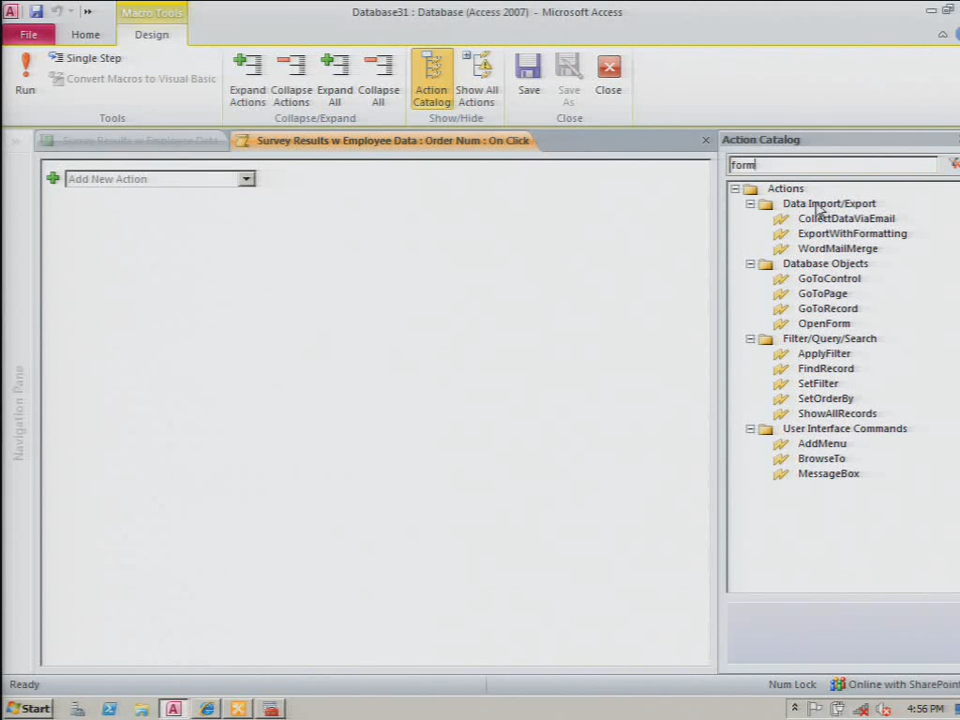 Macro Tools
Database31 : Database (Access 2007) - Microsoft Access
File
Home
Design
Run
Single Step
Convert Macros to Visual Basic
Tools
Expand Actions
Collapse Actions
Expand All
Collapse All
Collapse/Expand
Action Catalog
Show All Actions
Show/Hide
Save
Save As
Close
Close
Survey Results w Employee Data
Survey Results w Employee Data : Order Num : On Click
Add New Action
Navigation Pane
Action Catalog
form
Actions
Data Import/Export
CollectDataViaEmail
ExportWithFormatting
WordMailMerge
Database Objects
GoToControl
GoToPage
GoToRecord
OpenForm
Filter/Query/Search
ApplyFilter
FindRecord
SetFilter
SetOrderBy
ShowAllRecords
User Interface Commands
AddMenu
BrowseTo
MessageBox
Ready
Num Lock
Online with SharePoint
Start
4:56 PM